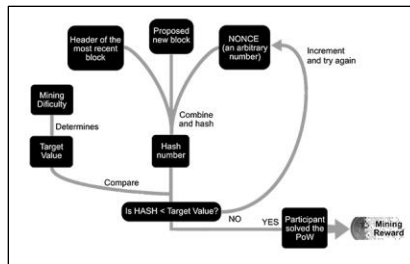 Header of the
most recent
block
Proposed
new block
NONCE
(an arbitrary
number)
Increment
and try again
Mining
Dificulty
Determines
Target
Value
Combine
and hash
Hash
number
Compare
Is HASH < Target Value?
NO
YES
Participant
solved the
PoW
Mining
Reward